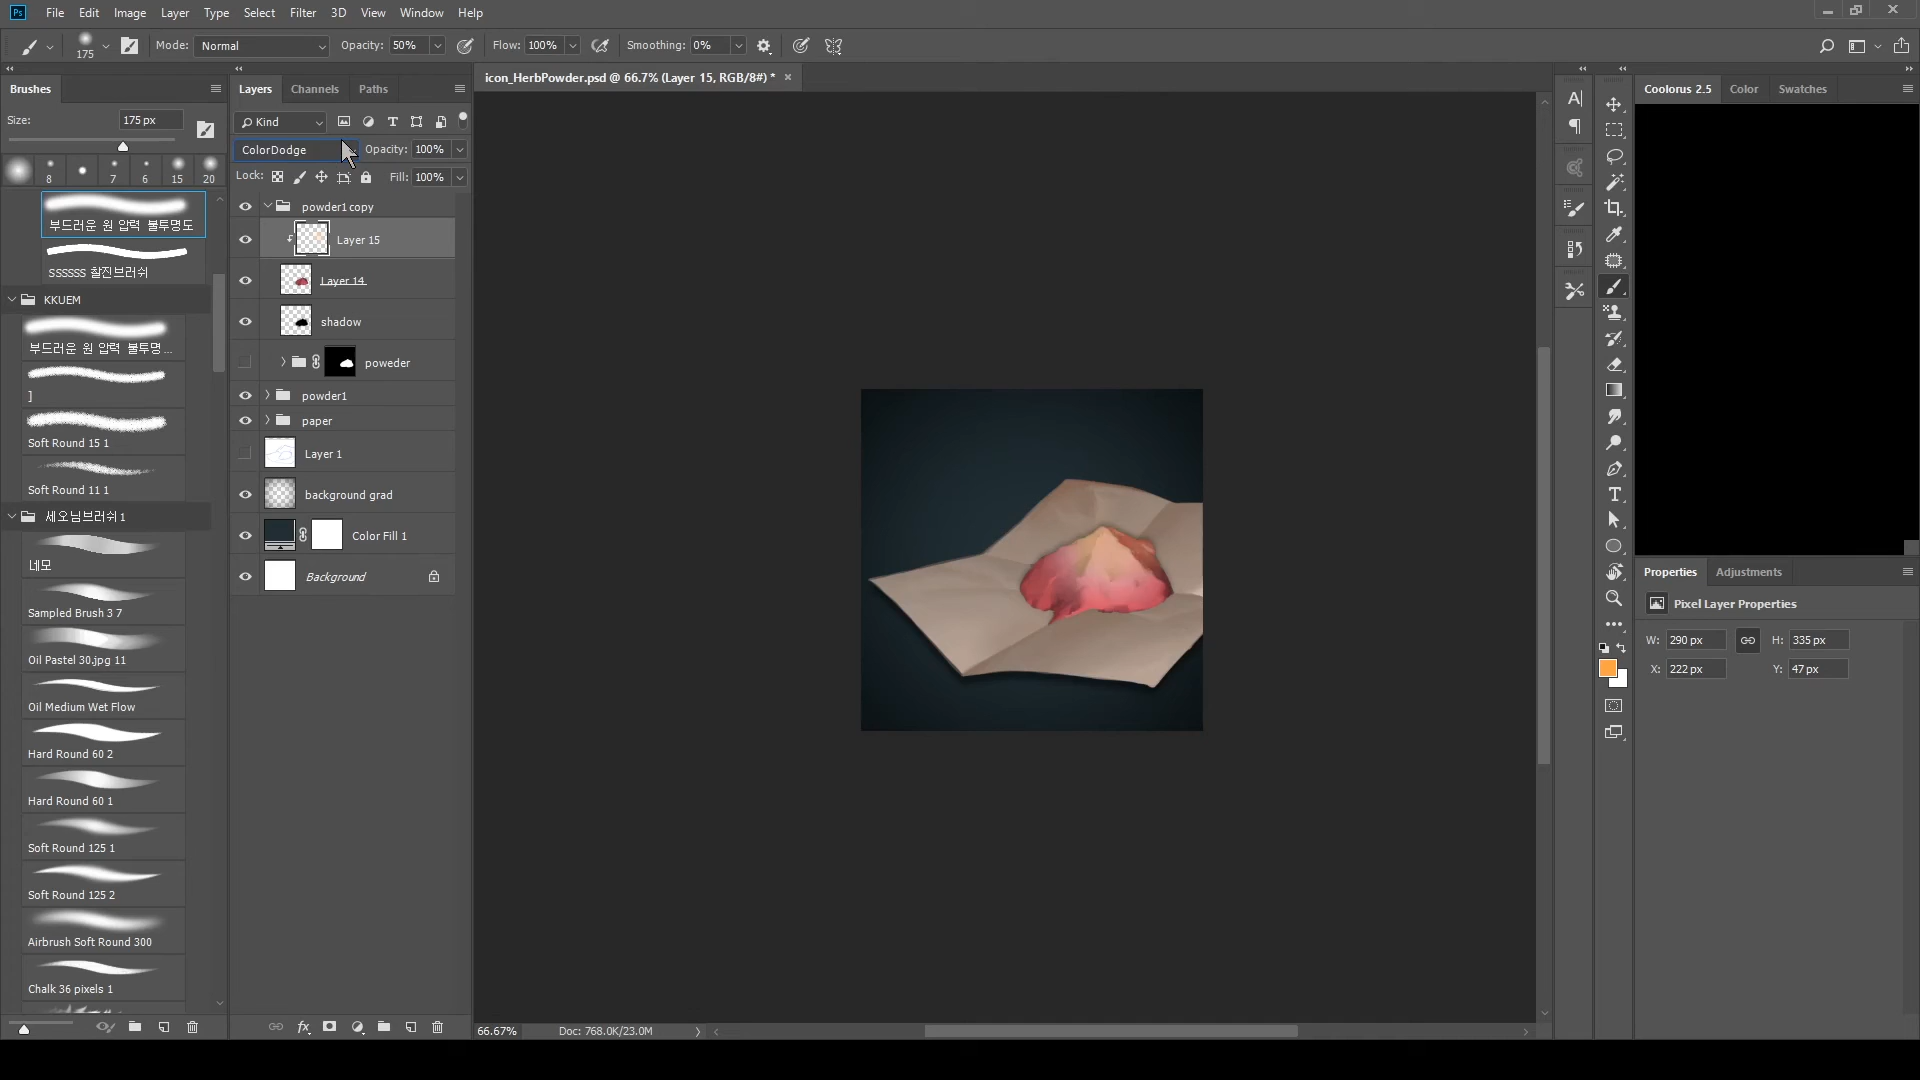 Ps File Edit Image Layer Type Select Filter 3D View Window Help
175 Mode: Normal Opacity: 50% Flow: 100% Smoothing: 0%
Brushes
Size: 175 px
8 7 6 15 20
부드러운 원 압력 불투명도
ssssss 찰진브러쉬
KKUEM
부드러운 원 압력 불투명...
]
Soft Round 15 1
Soft Round 11 1
세오님브러쉬1
네모
Sampled Brush 3 7
Oil Pastel 30.jpg 11
Oil Medium Wet Flow
Hard Round 60 2
Hard Round 60 1
Soft Round 125 1
Soft Round 125 2
Airbrush Soft Round 300
Chalk 36 pixels 1
Layers Channels Paths
Kind
ColorDodge Opacity: 100%
Lock: Fill: 100%
powder1 copy
Layer 15
Layer 14
shadow
poweder
powder1
paper
Layer 1
background grad
Color Fill 1
Background
fx
icon_HerbPowder.psd @ 66.7% (Layer 15, RGB/8#) *
66.67% Doc: 768.0K/23.0M
Coolorus 2.5 Color Swatches
Properties Adjustments
Pixel Layer Properties
W: 290 px H: 335 px
X: 222 px Y: 47 px